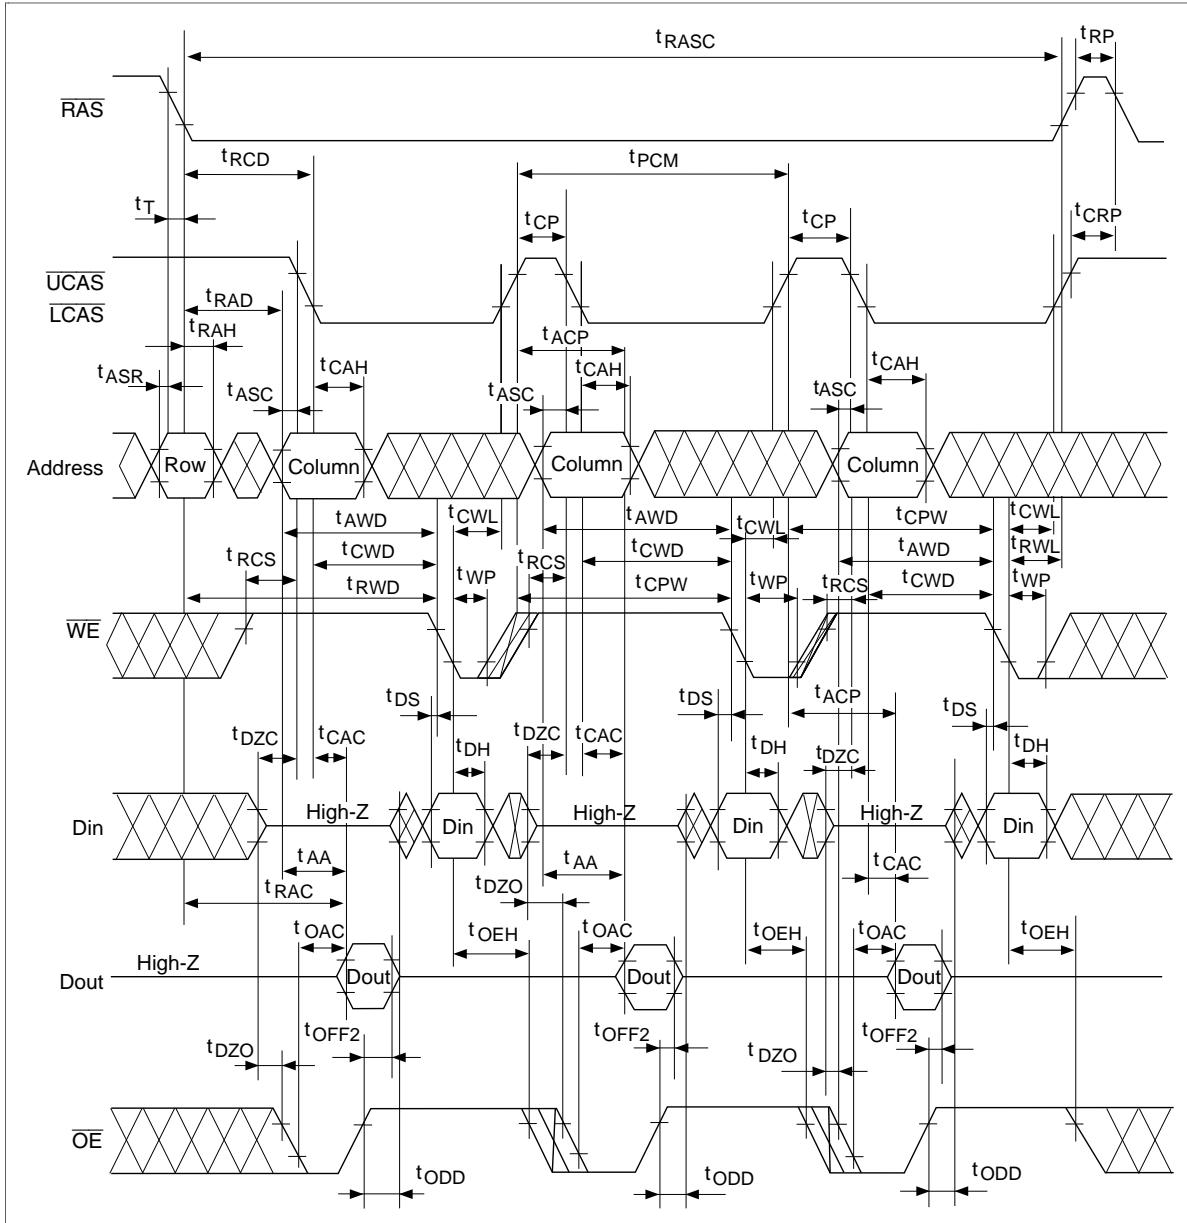 tRASC tRP
RAS
tRCD tPCM
tT tCP tCP tCRP
UCAS
LCAS
tRAD
tRAH tACP
tASR tASC tCAH tASC tCAH tASC tCAH
Address Row Column Column Column
tAWD tCWL tAWD tCWL tCPW tCWL
tRCS tCWD tRCS tCWD tAWD tRWL
tRWD tWP tCPW tWP tRCS tCWD tWP
WE
tDS tDS tACP tDS
tDZC tCAC tDH tDZC tCAC tDH tDZC tDH
Din High-Z Din High-Z Din High-Z Din
tAA tAA tCAC
tRAC tDZO
tOAC tOEH tOAC tOEH tOAC tOEH
High-Z
Dout Dout Dout Dout
tDZO tOFF2 tOFF2 tDZO tOFF2
OE
tODD tODD tODD